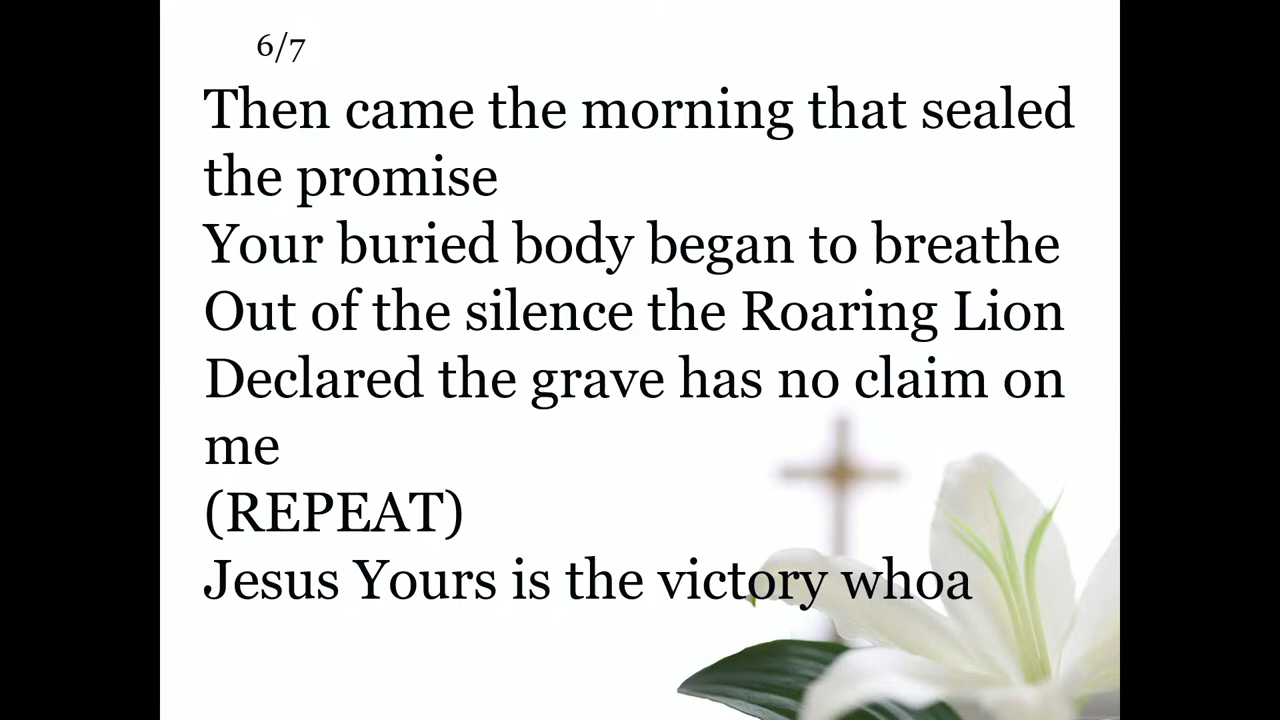 6/7
Then came the morning that sealed
the promise
Your buried body began to breathe
Out of the silence the Roaring Lion
Declared the grave has no claim on
me
(REPEAT)
Jesus Yours is the victory whoa